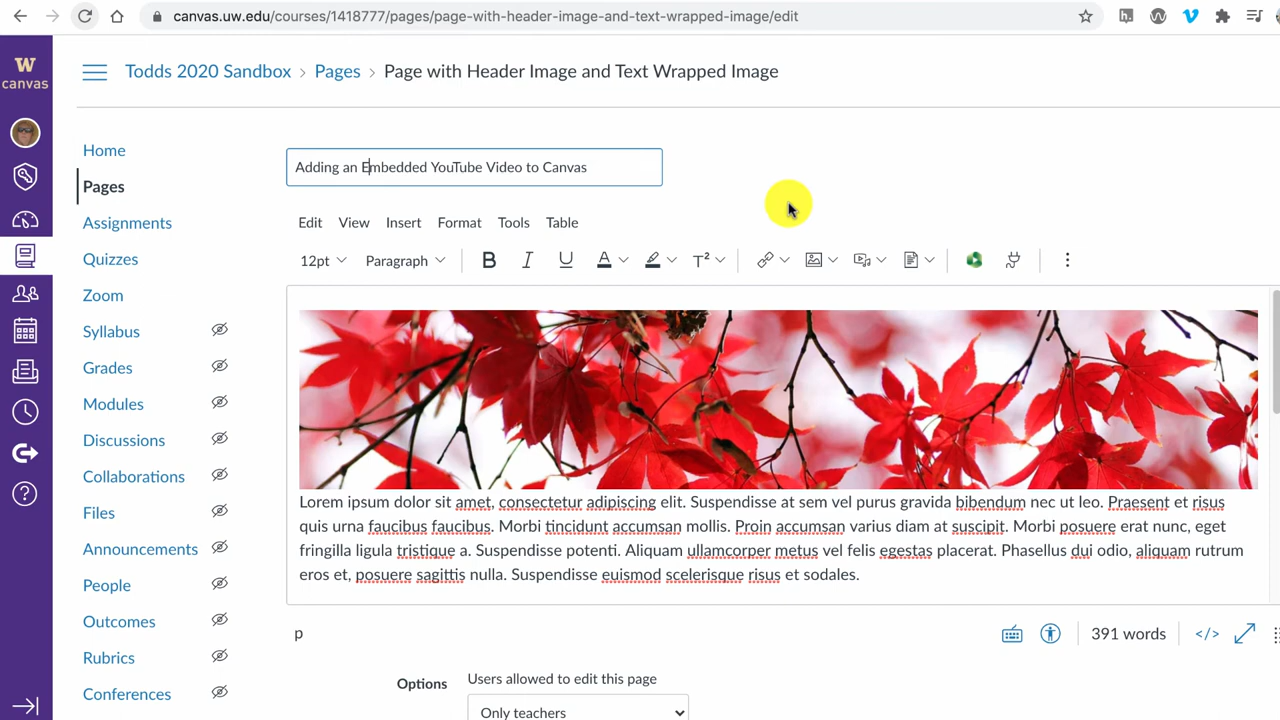 canvas.uw.edu/courses/1418777/pages/page-with-header-image-and-text-wrapped-image/edit
W
canvas
Todds 2020 Sandbox > Pages > Page with Header Image and Text Wrapped Image
Home
Pages
Assignments
Quizzes
Zoom
Syllabus
Grades
Modules
Discussions
Collaborations
Files
Announcements
People
Outcomes
Rubrics
Conferences
Adding an Embedded YouTube Video to Canvas
Edit View Insert Format Tools Table
12pt Paragraph B I U A T²
Lorem ipsum dolor sit amet, consectetur adipiscing elit. Suspendisse at sem vel purus gravida bibendum nec ut leo. Praesent et risus
quis urna faucibus faucibus. Morbi tincidunt accumsan mollis. Proin accumsan varius diam at suscipit. Morbi posuere erat nunc, eget
fringilla ligula tristique a. Suspendisse potenti. Aliquam ullamcorper metus vel felis egestas placerat. Phasellus dui odio, aliquam rutrum
eros et, posuere sagittis nulla. Suspendisse euismod scelerisque risus et sodales.
p
391 words </>
Options
Users allowed to edit this page
Only teachers